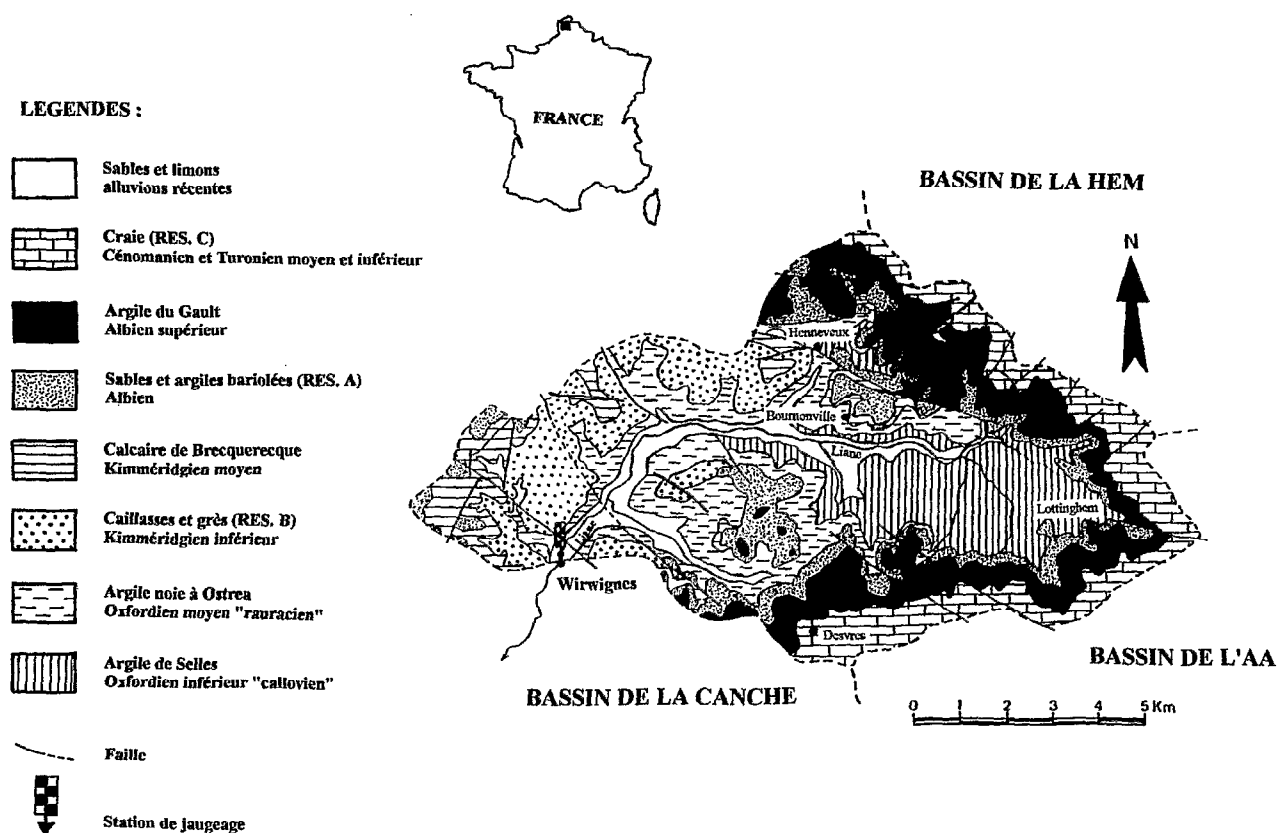 FRANCE
LEGENDES :
Sables et limons
alluvions récentes
Craie (RES. C)
Cénomanien et Turonien moyen et inférieur
Argile du Gault
Albien supérieur
Sables et argiles bariolées (RES. A)
Albien
Calcaire de Brecquerecque
Kimméridgien moyen
Caillasses et grès (RES. B)
Kimméridgien inférieur
Argile noie à Ostrea
Oxfordien moyen "rauracien"
Argile de Selles
Oxfordien inférieur "callovien"
Faille
Station de jaugeage
BASSIN DE LA HEM
N
Henneveux
Bournonville
Liane
Lottinghem
Wirwignes
Desvres
BASSIN DE L'AA
BASSIN DE LA CANCHE
0 1 2 3 4 5 Km